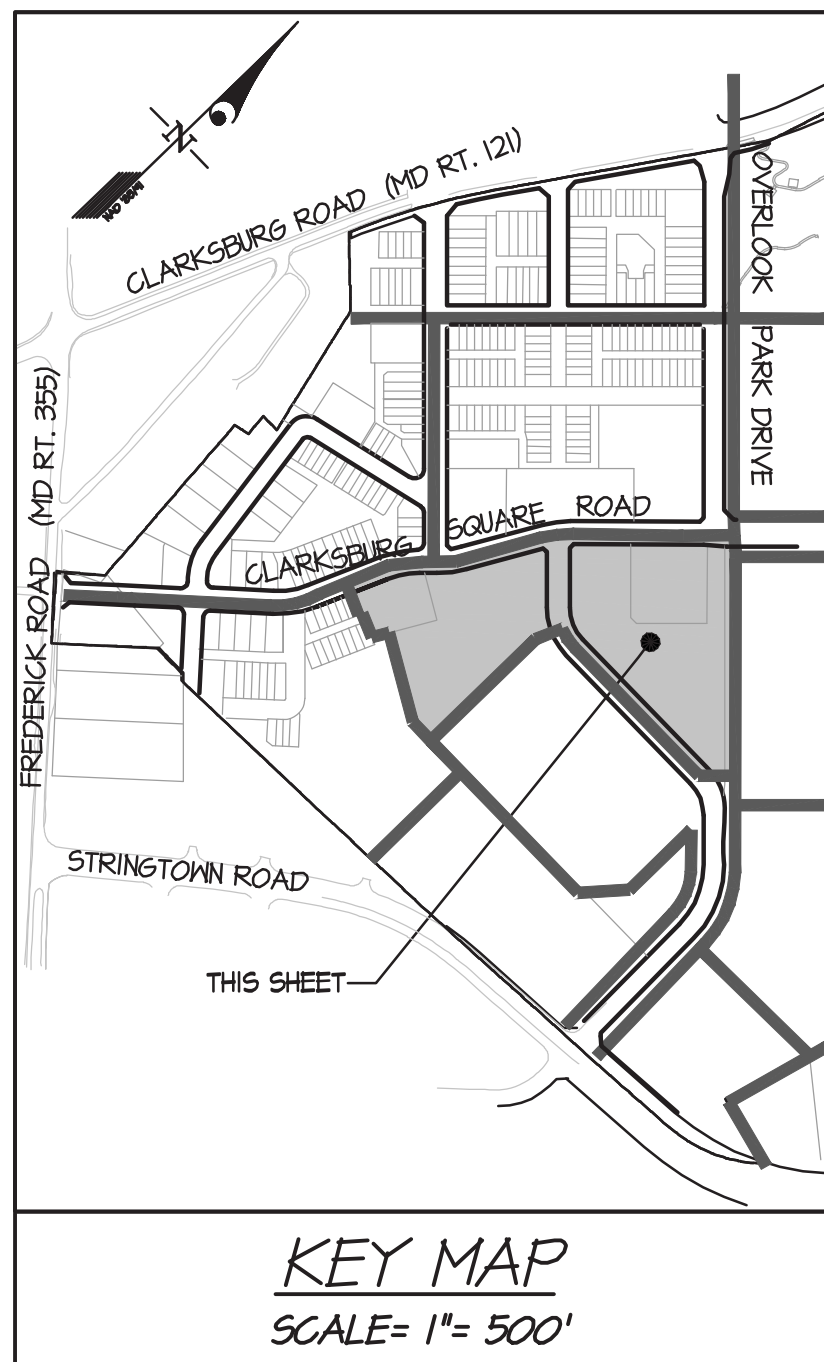 N
CLARKSBURG ROAD (MD RT. 121)
OVERLOOK PARK DRIVE
FREDERICK ROAD (MD RT. 355)
CLARKSBURG SQUARE ROAD
STRINGTOWN ROAD
THIS SHEET
KEY MAP
SCALE= 1"= 500'